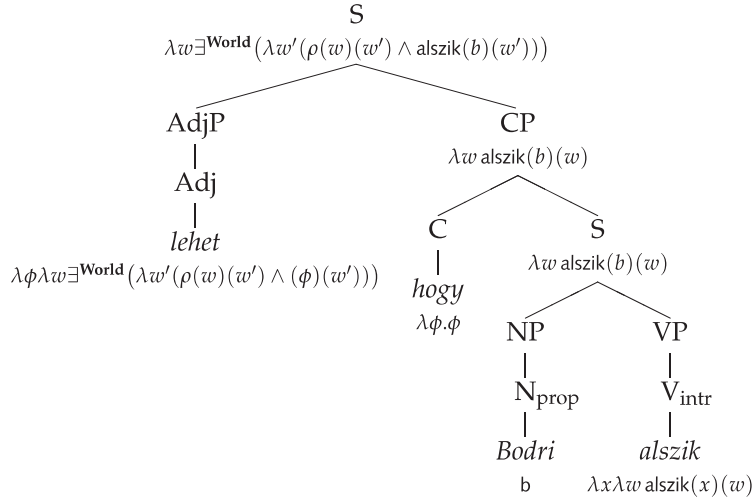 S
λw∃World(λw′(ρ(w)(w′) ∧ alszik(b)(w′)))
AdjP CP
λw alszik(b)(w)
Adj
C S
lehet
λw alszik(b)(w)
λϕλw∃World(λw′(ρ(w)(w′) ∧ (ϕ)(w′)))
hogy
λϕ.ϕ
NP VP
Nprop Vintr
Bodri alszik
b λxλw alszik(x)(w)